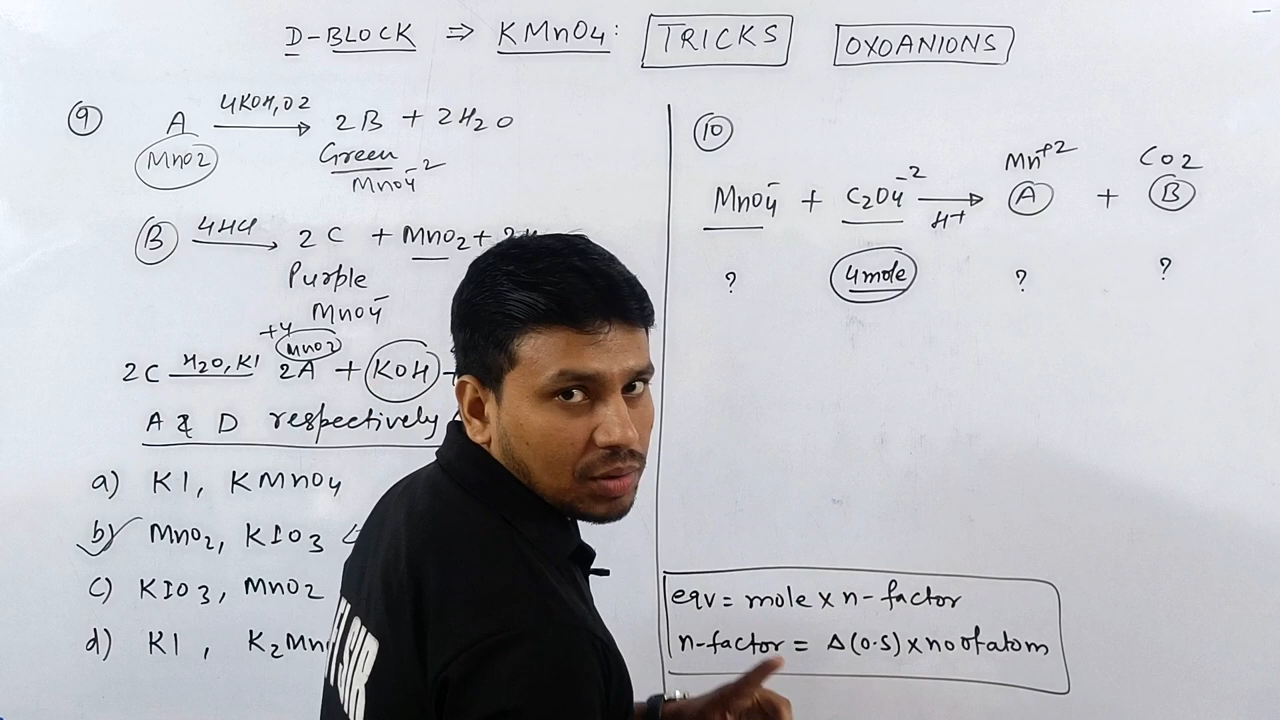 D-BLOCK ⇒ KMnO4: TRICKS OXOANIONS
9
A 4KOH, O2 → 2B + 2H2O
MnO2 Green
MnO4^-2
B 4HCl → 2C + MnO2 +
Purple
MnO4^-
+4
MnO2
2C H2O, KI 2A + KOH +
A & D respectively
a) KI, KMnO4
b) MnO2, KIO3
c) KIO3, MnO2
d) KI, K2Mn
10
Mn+2 CO2
MnO4^- + C2O4^-2 → H+ A + B
? 4mole ? ?
eqv = mole x n-factor
n-factor = Δ(O.S) x no of atom
SIR